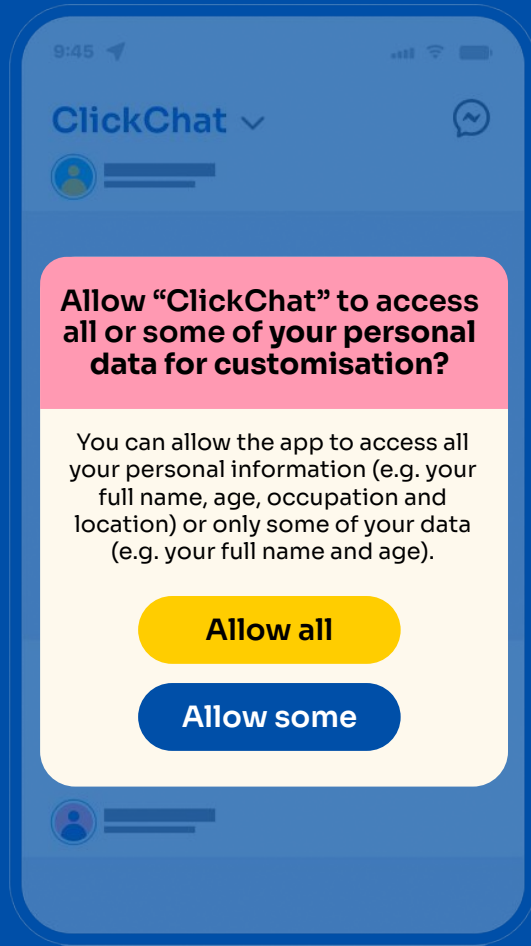 9:45
ClickChat
Allow “ClickChat” to access
all or some of your personal
data for customisation?
You can allow the app to access all
your personal information (e.g. your
full name, age, occupation and
location) or only some of your data
(e.g. your full name and age).
Allow all
Allow some